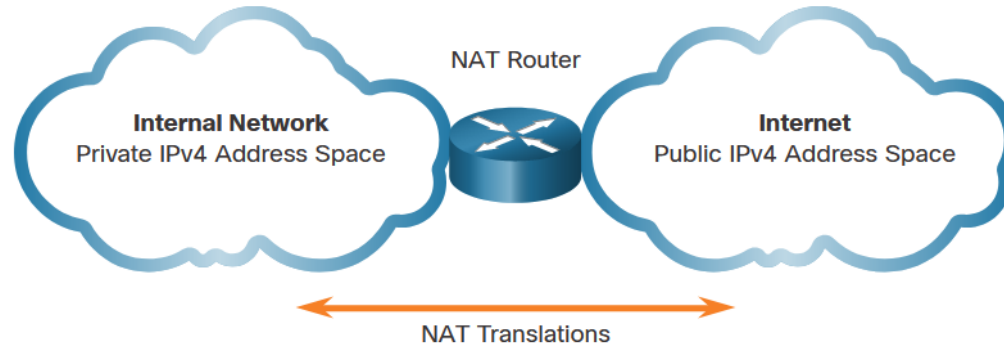 NAT Router
Internal Network
Private IPv4 Address Space
Internet
Public IPv4 Address Space
NAT Translations